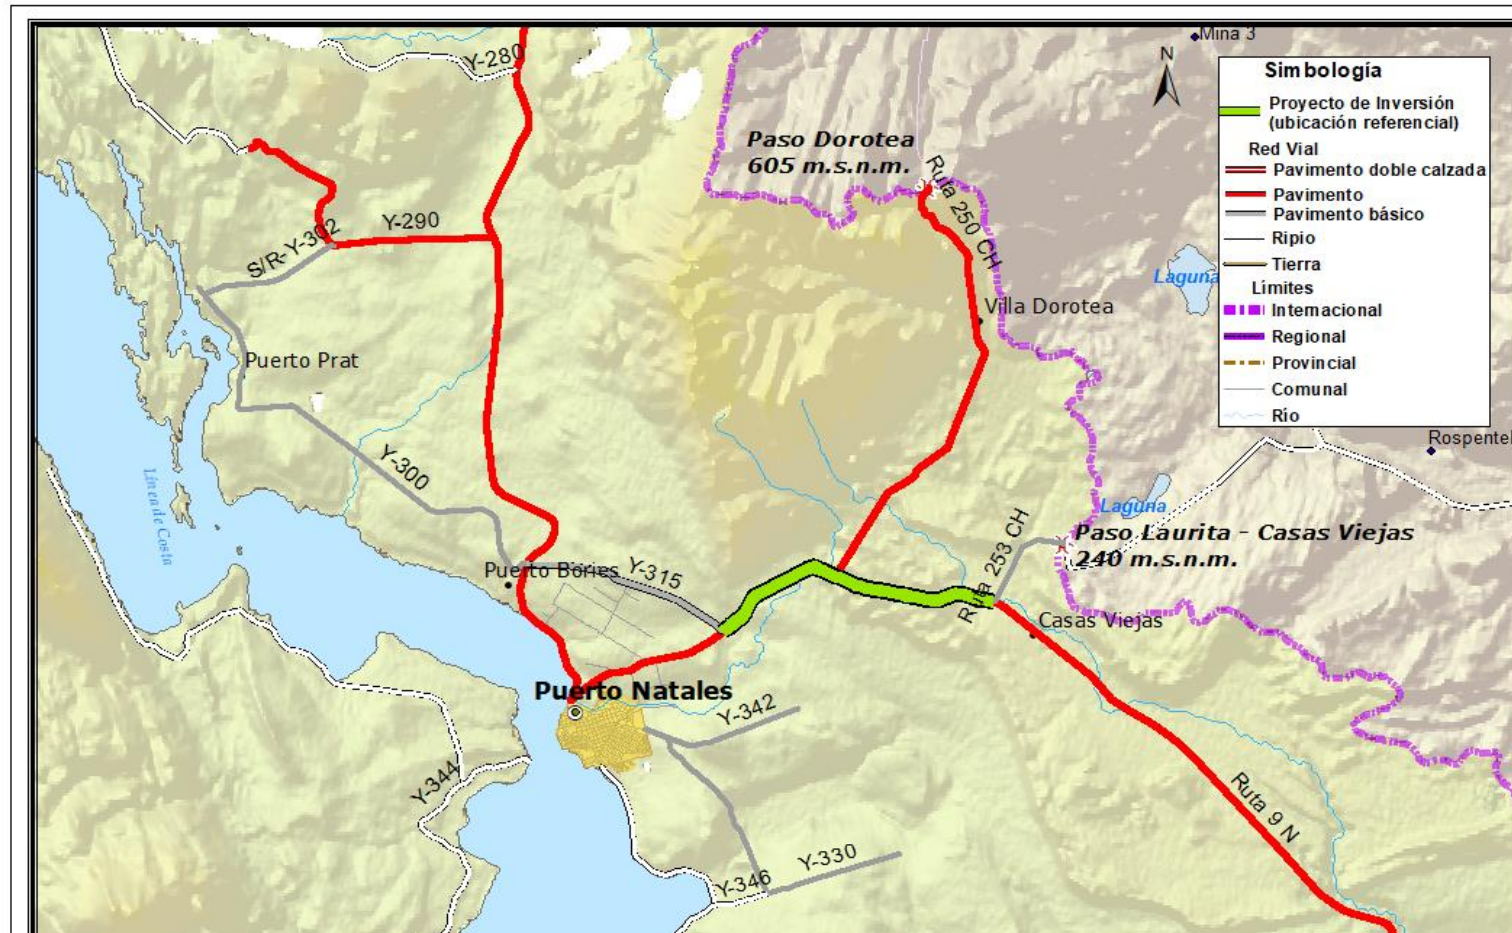 Mina 3
N
Simbología
Proyecto de Inversión
(ubicación referencial)
Red Vial
Pavimento doble calzada
Pavimento
Pavimento básico
Ripio
Tierra
Límites
Internacional
Regional
Provincial
Comunal
Río
Y-280
Paso Dorotea
605 m.s.n.m.
Ruta 250 CH
Y-290
S/R-Y-302
Laguna
Villa Dorotea
Puerto Prat
Rospentek
Y-300
Línea de Costa
Laguna
Paso Laurita - Casas Viejas
240 m.s.n.m.
Ruta 253 CH
Puerto Bories
Y-315
Casas Viejas
Puerto Natales
Y-342
Y-344
Ruta 9 N
Y-330
Y-346